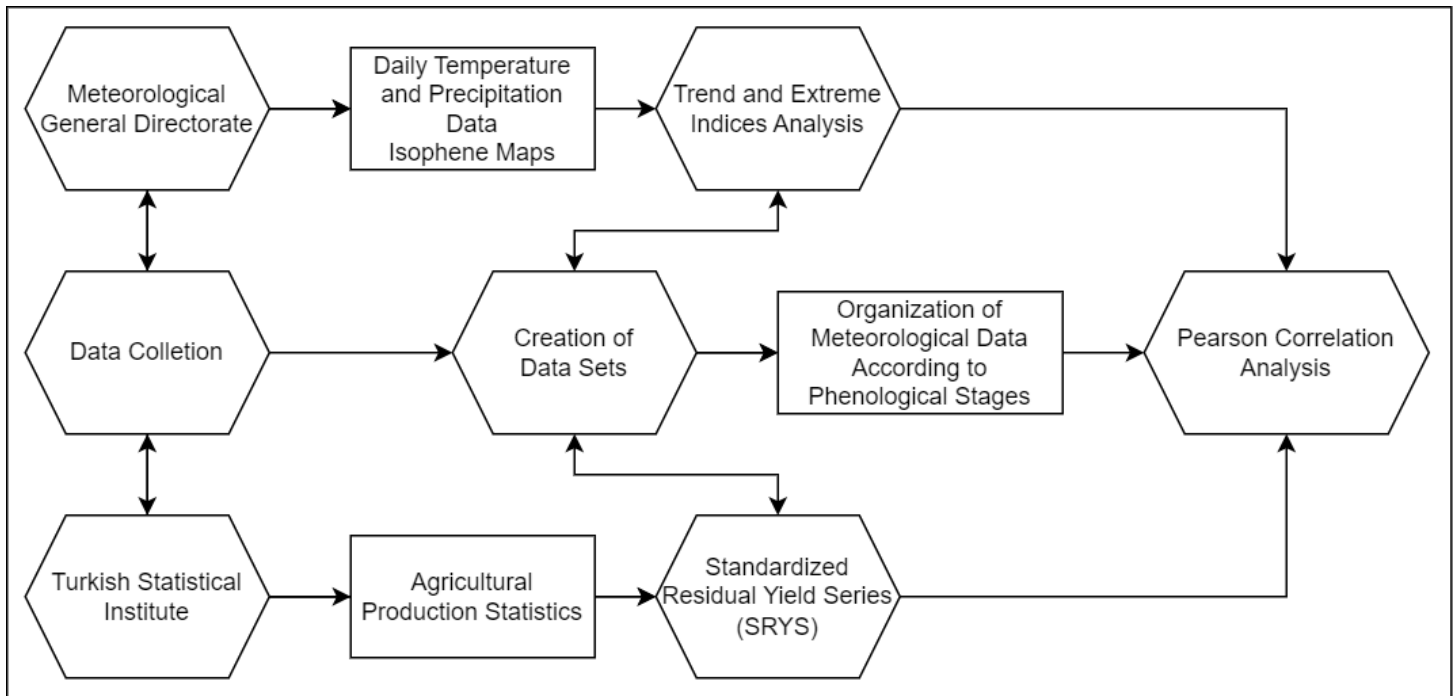 Meteorological
General Directorate
Daily Temperature
and Precipitation
Data
Isophene Maps
Trend and Extreme
Indices Analysis
Data Colletion
Creation of
Data Sets
Organization of
Meteorological Data
According to
Phenological Stages
Pearson Correlation
Analysis
Turkish Statistical
Institute
Agricultural
Production Statistics
Standardized
Residual Yield Series
(SRYS)